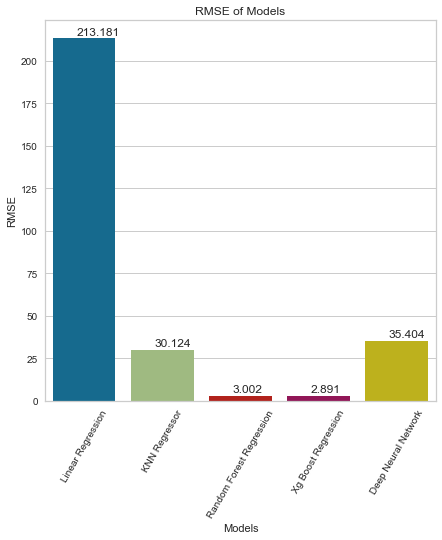 RMSE of Models
213.181
30.124
3.002
2.891
35.404
200
175
150
125
100
75
50
25
0
RMSE
Linear Regression
KNN Regressor
Random Forest Regression
Xg Boost Regression
Deep Neural Network
Models